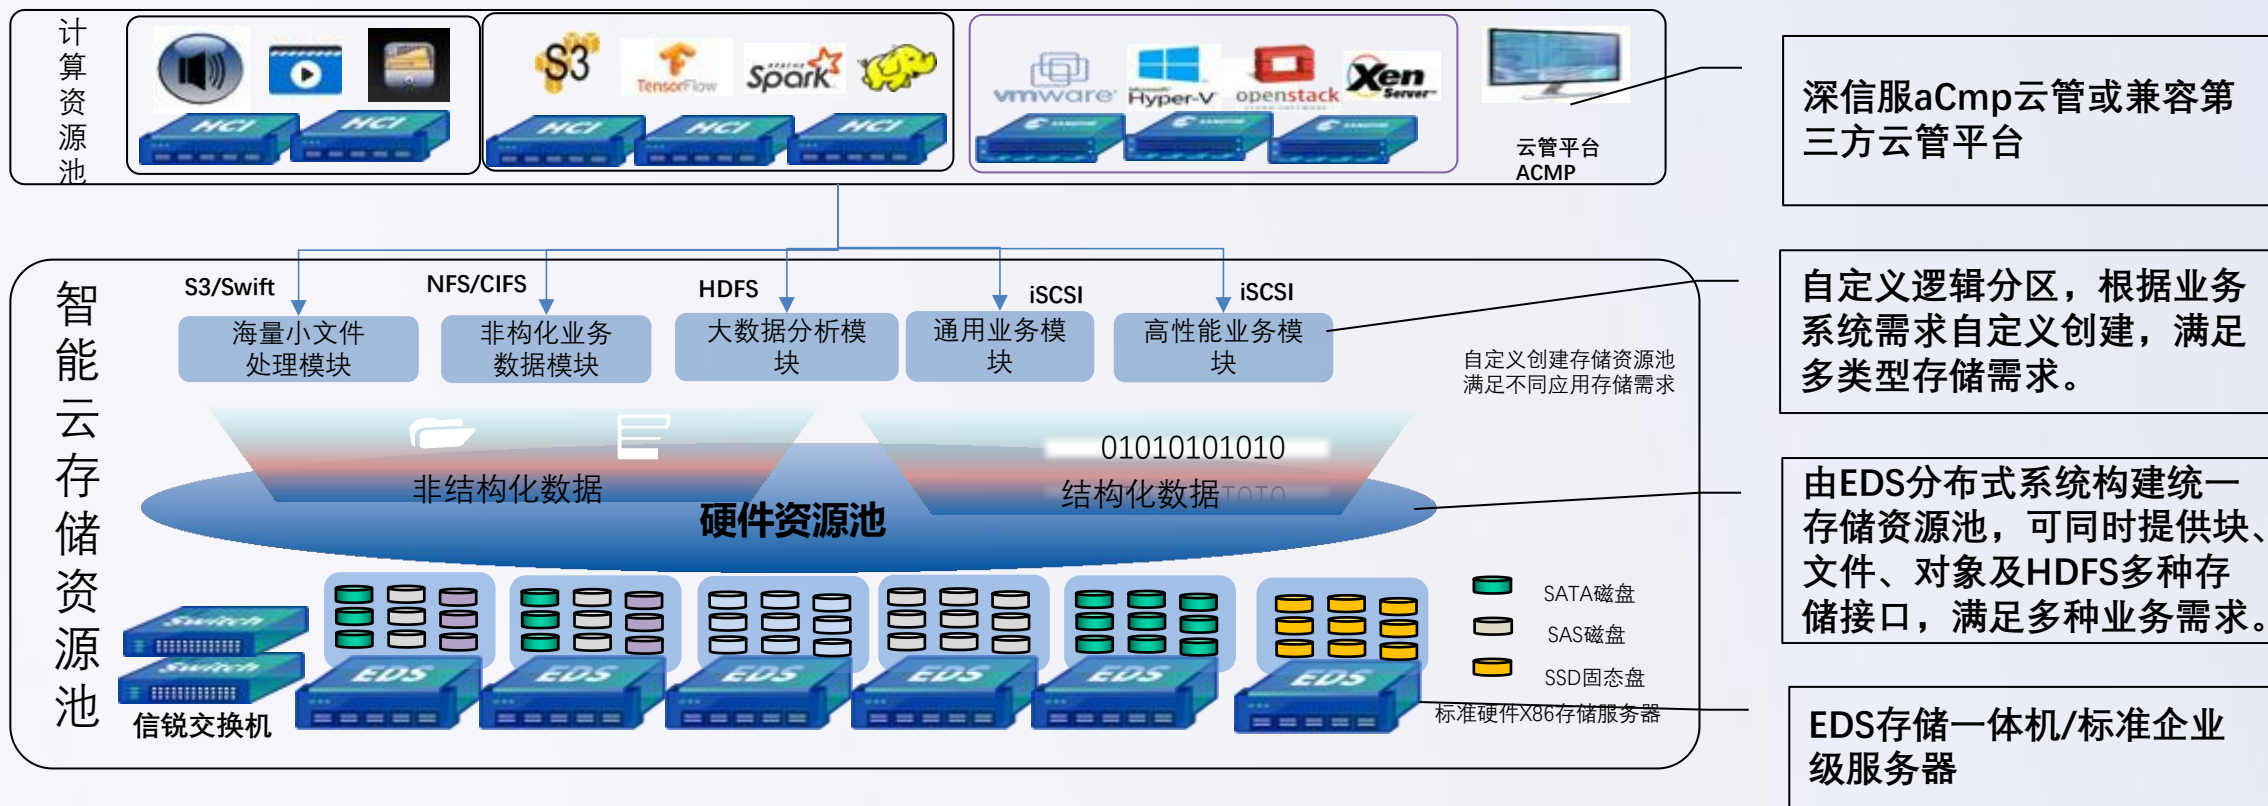 计
算
资
源
池
S3
TensorFlow
APACHE
Spark
vmware
Microsoft
Hyper-V
openstack
Xen
Server
HCI
HCI
HCI
HCI
HCI
云管平台
ACMP
深信服aCmp云管或兼容第
三方云管平台
智
能
云
存
储
资
源
池
S3/Swift
NFS/CIFS
HDFS
iSCSI
iSCSI
海量小文件
处理模块
非构化业务
数据模块
大数据分析模
块
通用业务模
块
高性能业务模
块
自定义创建存储资源池
满足不同应用存储需求
自定义逻辑分区，根据业务
系统需求自定义创建，满足
多类型存储需求。
01010101010
非结构化数据
结构化数据
硬件资源池
由EDS分布式系统构建统一
存储资源池，可同时提供块、
文件、对象及HDFS多种存
储接口，满足多种业务需求。
SATA磁盘
SAS磁盘
SSD固态盘
标准硬件X86存储服务器
Switch
Switch
信锐交换机
EDS
EDS
EDS
EDS
EDS
EDS
EDS存储一体机/标准企业
级服务器